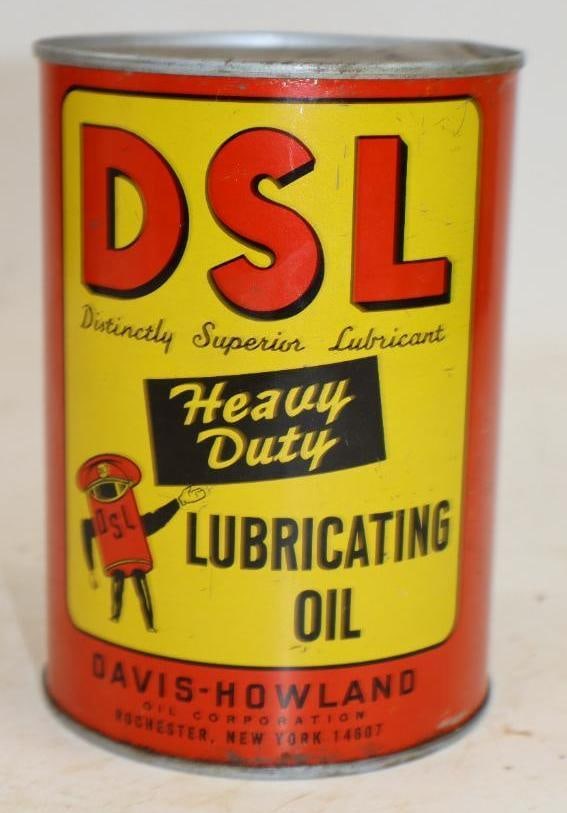 DSL
Distinctly Superior Lubricant
Heavy
Duty
DSL
LUBRICATING
OIL
DAVIS-HOWLAND
OIL CORPORATION
ROCHESTER, NEW YORK 14607